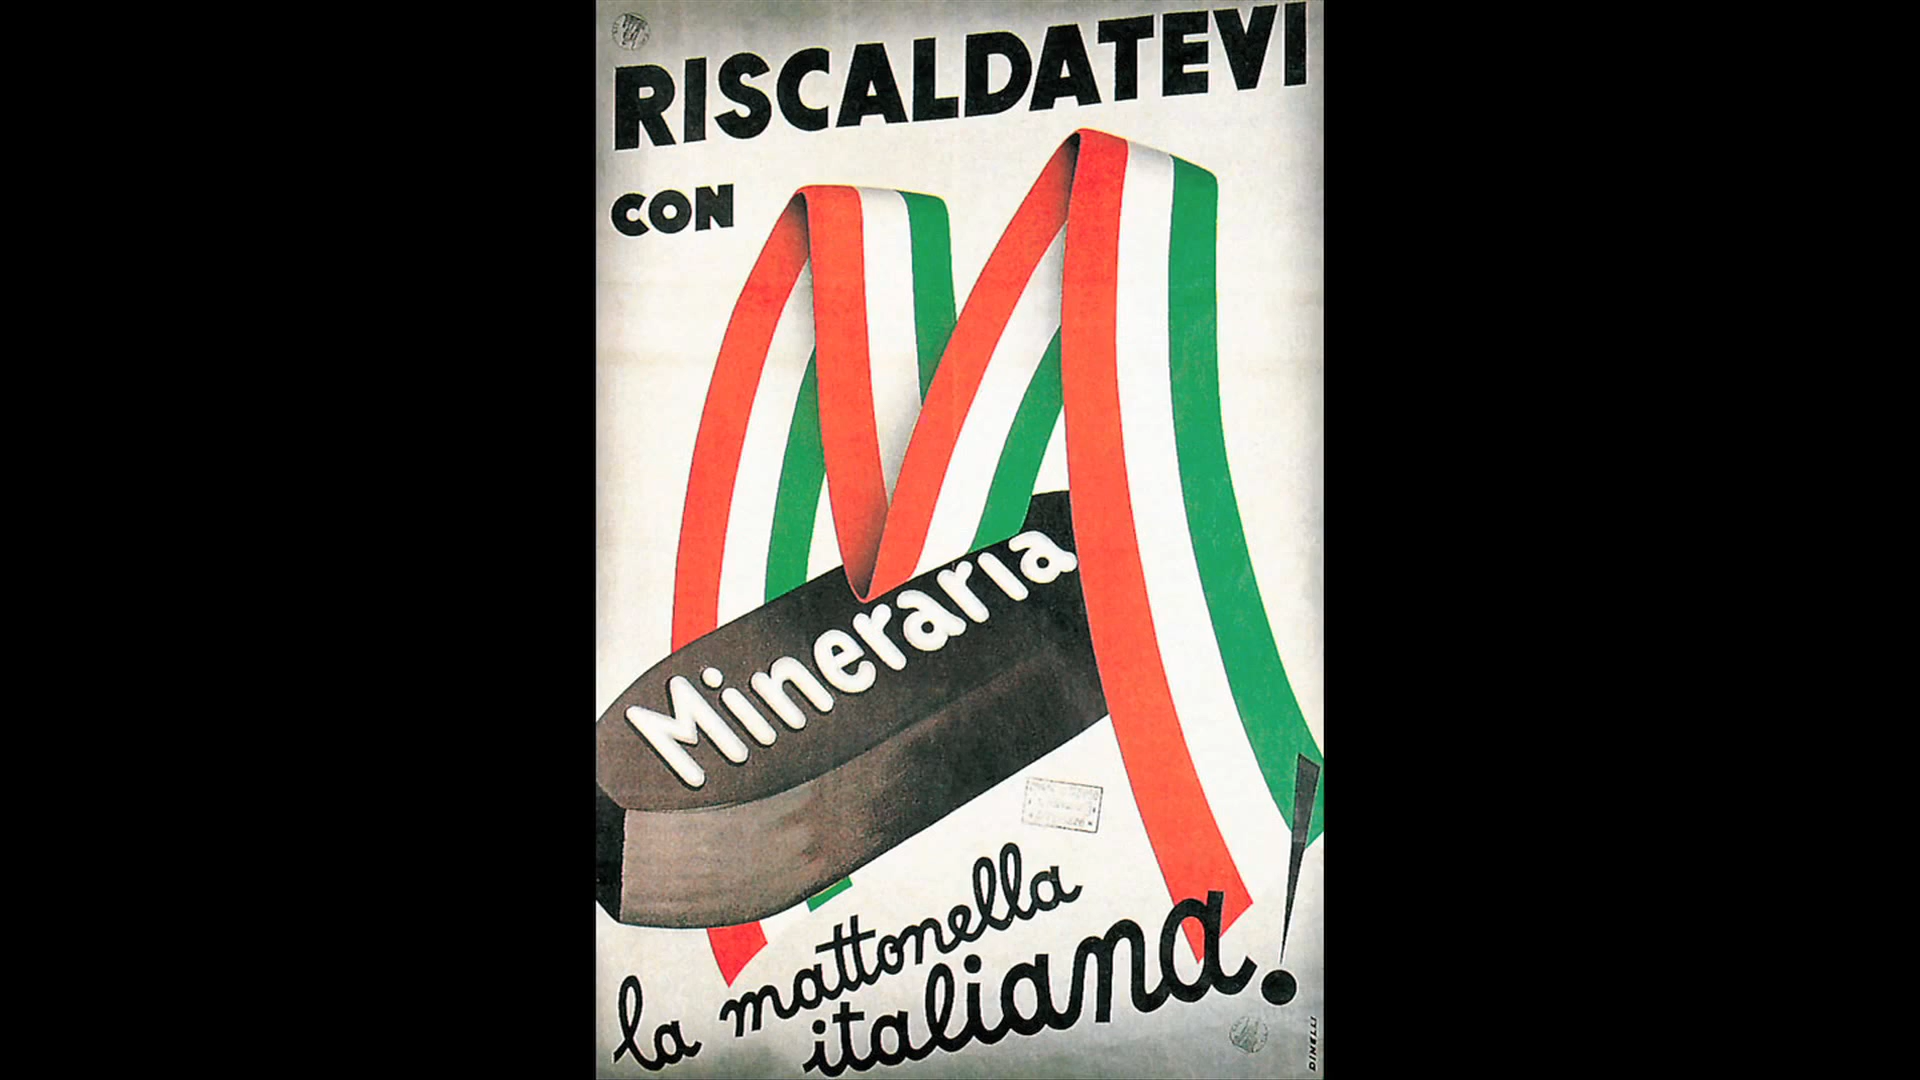 RISCALDATEVI
CON
Mineraria
la mattonella
italiana!
DINELLI